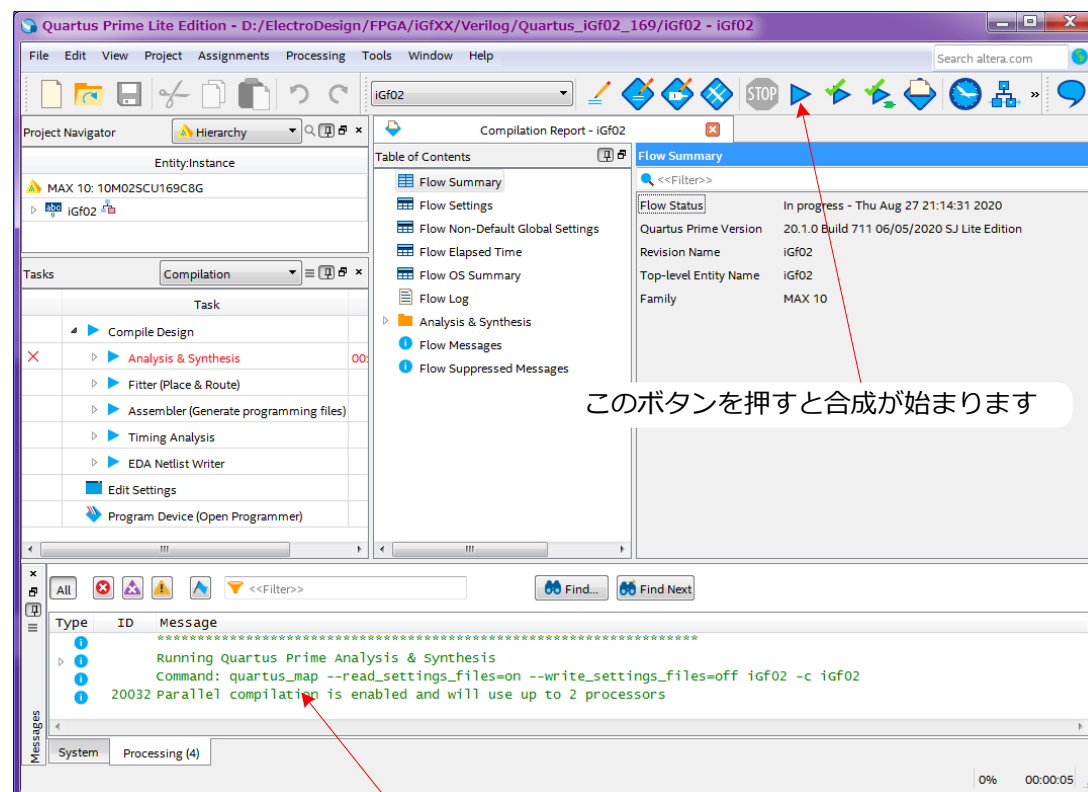 Quartus Prime Lite Edition - D:/ElectroDesign/FPGA/iGfXX/Verilog/Quartus_iGf02_169/iGf02 - iGf02
File Edit View Project Assignments Processing Tools Window Help
Search altera.com
iGf02
STOP
»
Project Navigator
Hierarchy
Entity:Instance
MAX 10: 10M02SCU169C8G
iGf02
Tasks
Compilation
Task
Compile Design
Analysis & Synthesis 00:
Fitter (Place & Route)
Assembler (Generate programming files)
Timing Analysis
EDA Netlist Writer
Edit Settings
Program Device (Open Programmer)
Compilation Report - iGf02
Table of Contents
Flow Summary
Flow Settings
Flow Non-Default Global Settings
Flow Elapsed Time
Flow OS Summary
Flow Log
Analysis & Synthesis
Flow Messages
Flow Suppressed Messages
Flow Summary
<<Filter>>
Flow Status In progress - Thu Aug 27 21:14:31 2020
Quartus Prime Version 20.1.0 Build 711 06/05/2020 SJ Lite Edition
Revision Name iGf02
Top-level Entity Name iGf02
Family MAX 10
このボタンを押すと合成が始まります
All <<Filter>> Find... Find Next
Type ID Message
*******************************************************************
Running Quartus Prime Analysis & Synthesis
Command: quartus_map --read_settings_files=on --write_settings_files=off iGf02 -c iGf02
20032 Parallel compilation is enabled and will use up to 2 processors
Messages
System Processing (4)
0% 00:00:05